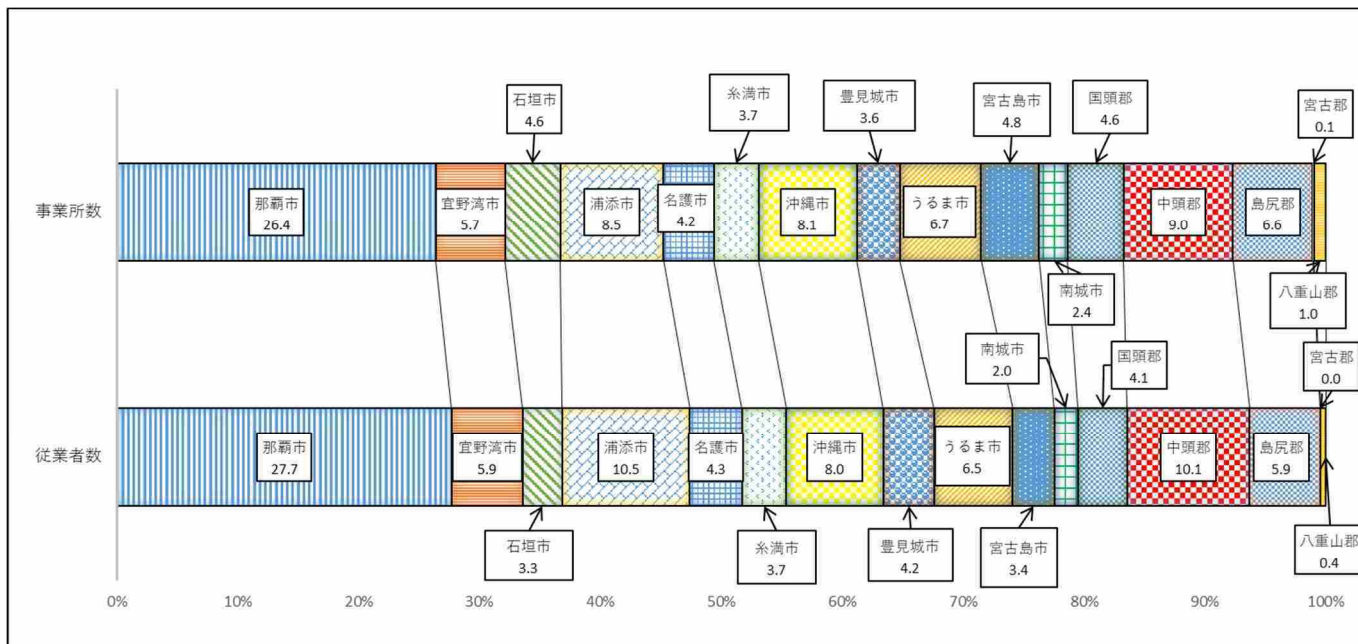 石垣市
4.6
糸満市
3.7
豊見城市
3.6
宮古島市
4.8
国頭郡
4.6
宮古郡
0.1
事業所数
那覇市
26.4
宜野湾市
5.7
浦添市
8.5
名護市
4.2
沖縄市
8.1
うるま市
6.7
中頭郡
9.0
島尻郡
6.6
南城市
2.4
八重山郡
1.0
南城市
2.0
国頭郡
4.1
宮古郡
0.0
従業者数
那覇市
27.7
宜野湾市
5.9
浦添市
10.5
名護市
4.3
沖縄市
8.0
うるま市
6.5
中頭郡
10.1
島尻郡
5.9
石垣市
3.3
糸満市
3.7
豊見城市
4.2
宮古島市
3.4
八重山郡
0.4
0%
10%
20%
30%
40%
50%
60%
70%
80%
90%
100%